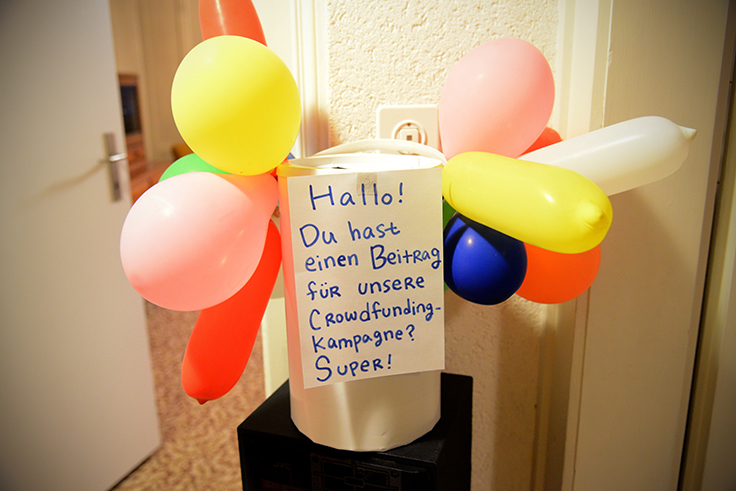 Hallo!
Du hast
einen Beitrag
für unsere
Crowdfunding-
Kampagne?
Super!